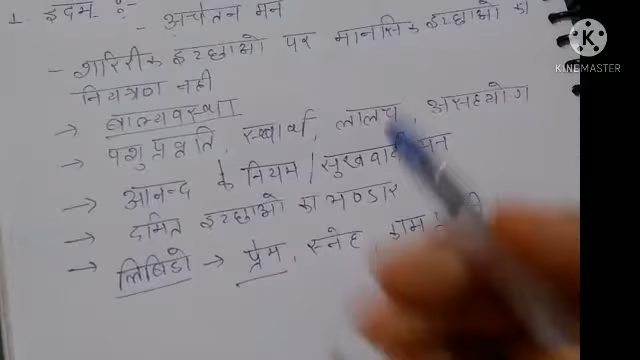 1. इदम :-
- अचेतन मन
- शारिरीक इच्छाओ पर मानसिक इच्छाओ का
नियत्रण नही
→ बाल्यवस्था
→ पशुप्रवृति, स्वार्थ, लालच, असहयोग
→ आनन्द के नियम / सुखवादी मन
→ दमित इच्छाओ का भण्डार
→ लिबिडो → प्रेम, स्नेह, काम
KINEMASTER